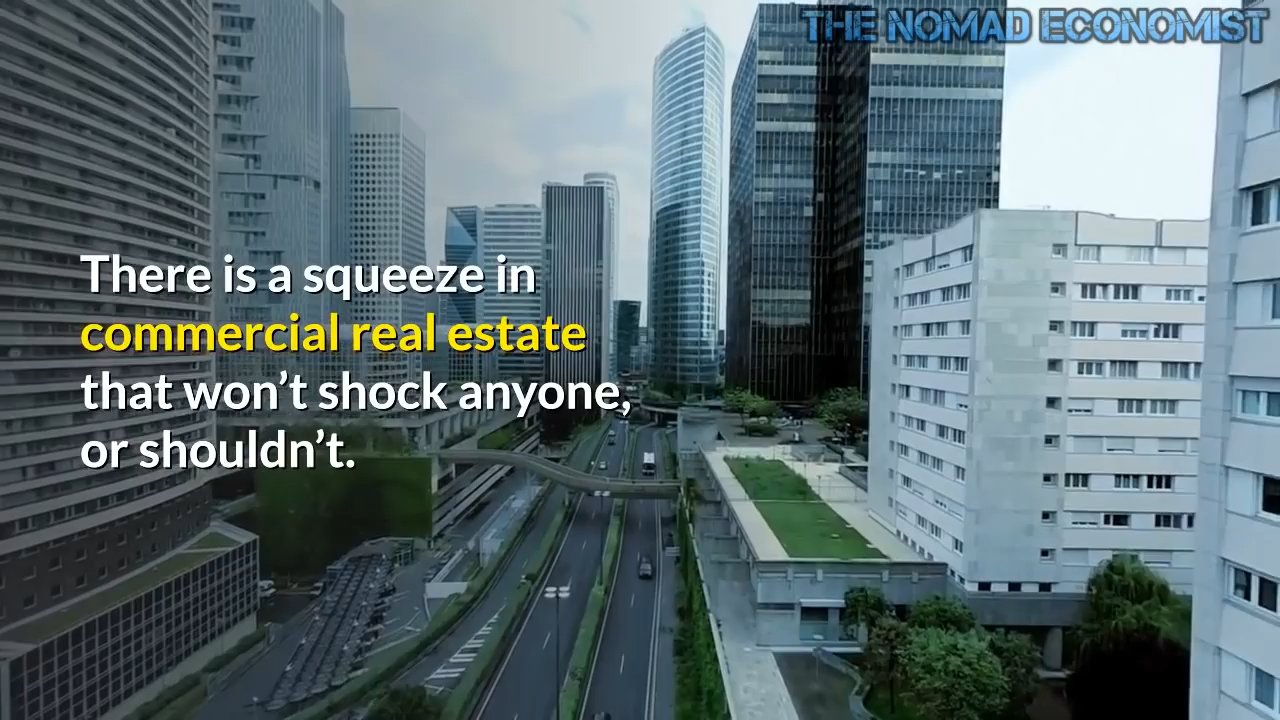 THE NOMAD ECONOMIST
There is a squeeze in
commercial real estate
that won’t shock anyone,
or shouldn’t.